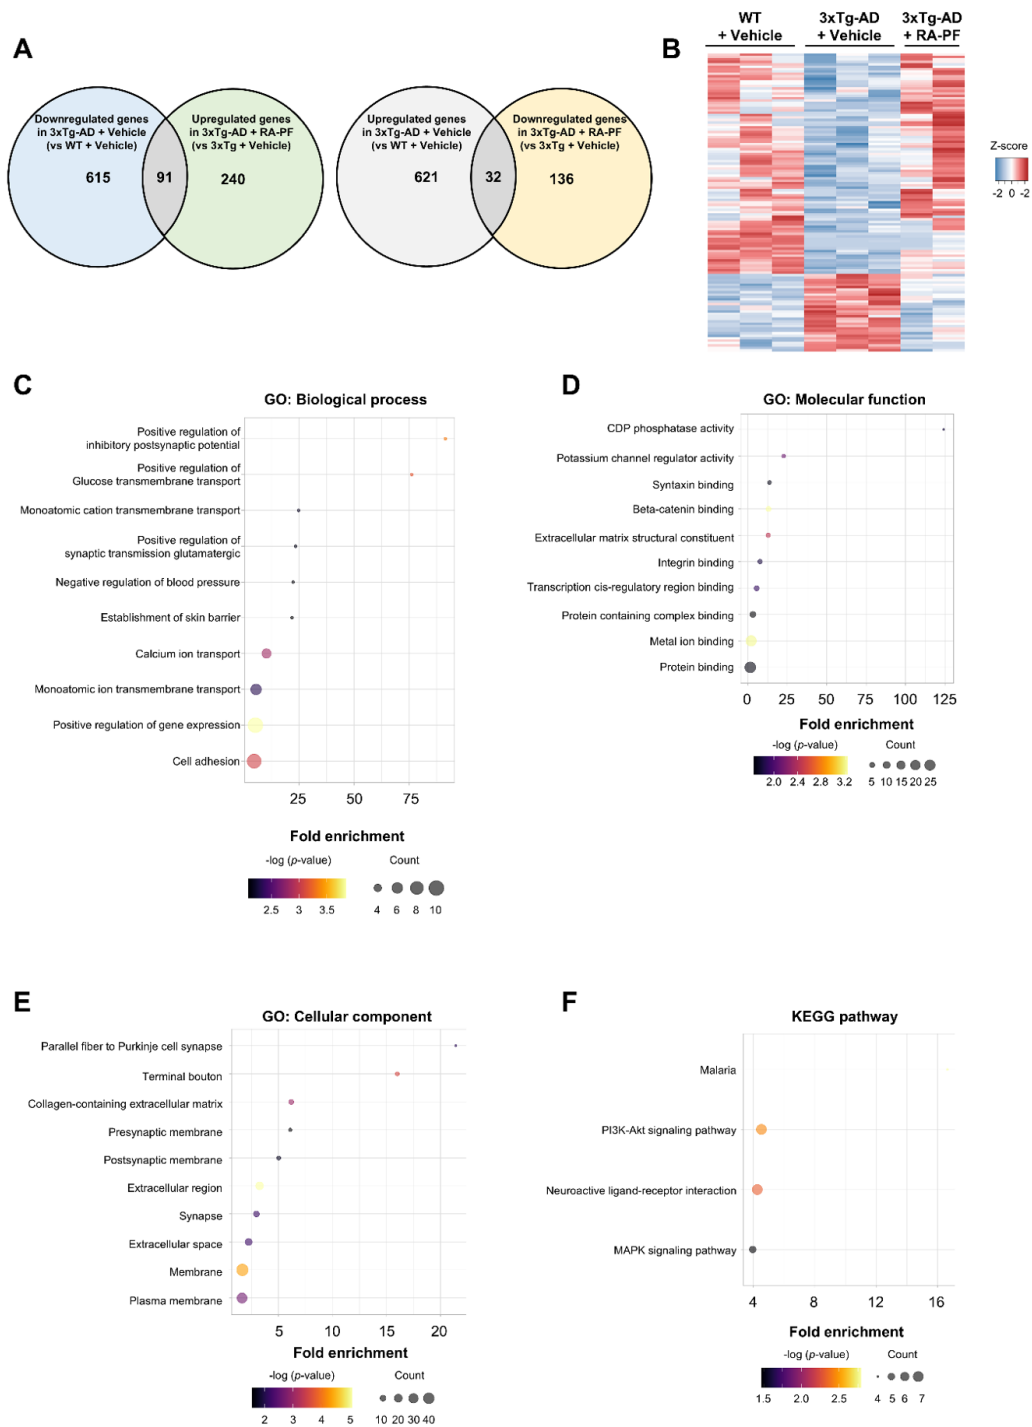 A
Downregulated genes
in 3xTg-AD + Vehicle
(vs WT + Vehicle)
615
91
Upregulated genes
in 3xTg-AD + RA-PF
(vs 3xTg + Vehicle)
240
Upregulated genes
in 3xTg-AD + Vehicle
(vs WT + Vehicle)
621
32
Downregulated genes
in 3xTg-AD + RA-PF
(vs 3xTg + Vehicle)
136
B
WT
+ Vehicle
3xTg-AD
+ Vehicle
3xTg-AD
+ RA-PF
Z-score
-2 0 -2
C
GO: Biological process
Positive regulation of
inhibitory postsynaptic potential
Positive regulation of
Glucose transmembrane transport
Monoatomic cation transmembrane transport
Positive regulation of
synaptic transmission glutamatergic
Negative regulation of blood pressure
Establishment of skin barrier
Calcium ion transport
Monoatomic ion transmembrane transport
Positive regulation of gene expression
Cell adhesion
25 50 75
Fold enrichment
-log (p-value)
2.5 3 3.5
Count
4 6 8 10
D
GO: Molecular function
CDP phosphatase activity
Potassium channel regulator activity
Syntaxin binding
Beta-catenin binding
Extracellular matrix structural constituent
Integrin binding
Transcription cis-regulatory region binding
Protein containing complex binding
Metal ion binding
Protein binding
0 25 50 75 100 125
Fold enrichment
-log (p-value)
2.0 2.4 2.8 3.2
Count
5 10 15 20 25
E
GO: Cellular component
Parallel fiber to Purkinje cell synapse
Terminal bouton
Collagen-containing extracellular matrix
Presynaptic membrane
Postsynaptic membrane
Extracellular region
Synapse
Extracellular space
Membrane
Plasma membrane
5 10 15 20
Fold enrichment
-log (p-value)
2 3 4 5
Count
10 20 30 40
F
KEGG pathway
Malaria
PI3K-Akt signaling pathway
Neuroactive ligand-receptor interaction
MAPK signaling pathway
4 8 12 16
Fold enrichment
-log (p-value)
1.5 2.0 2.5
Count
4 5 6 7